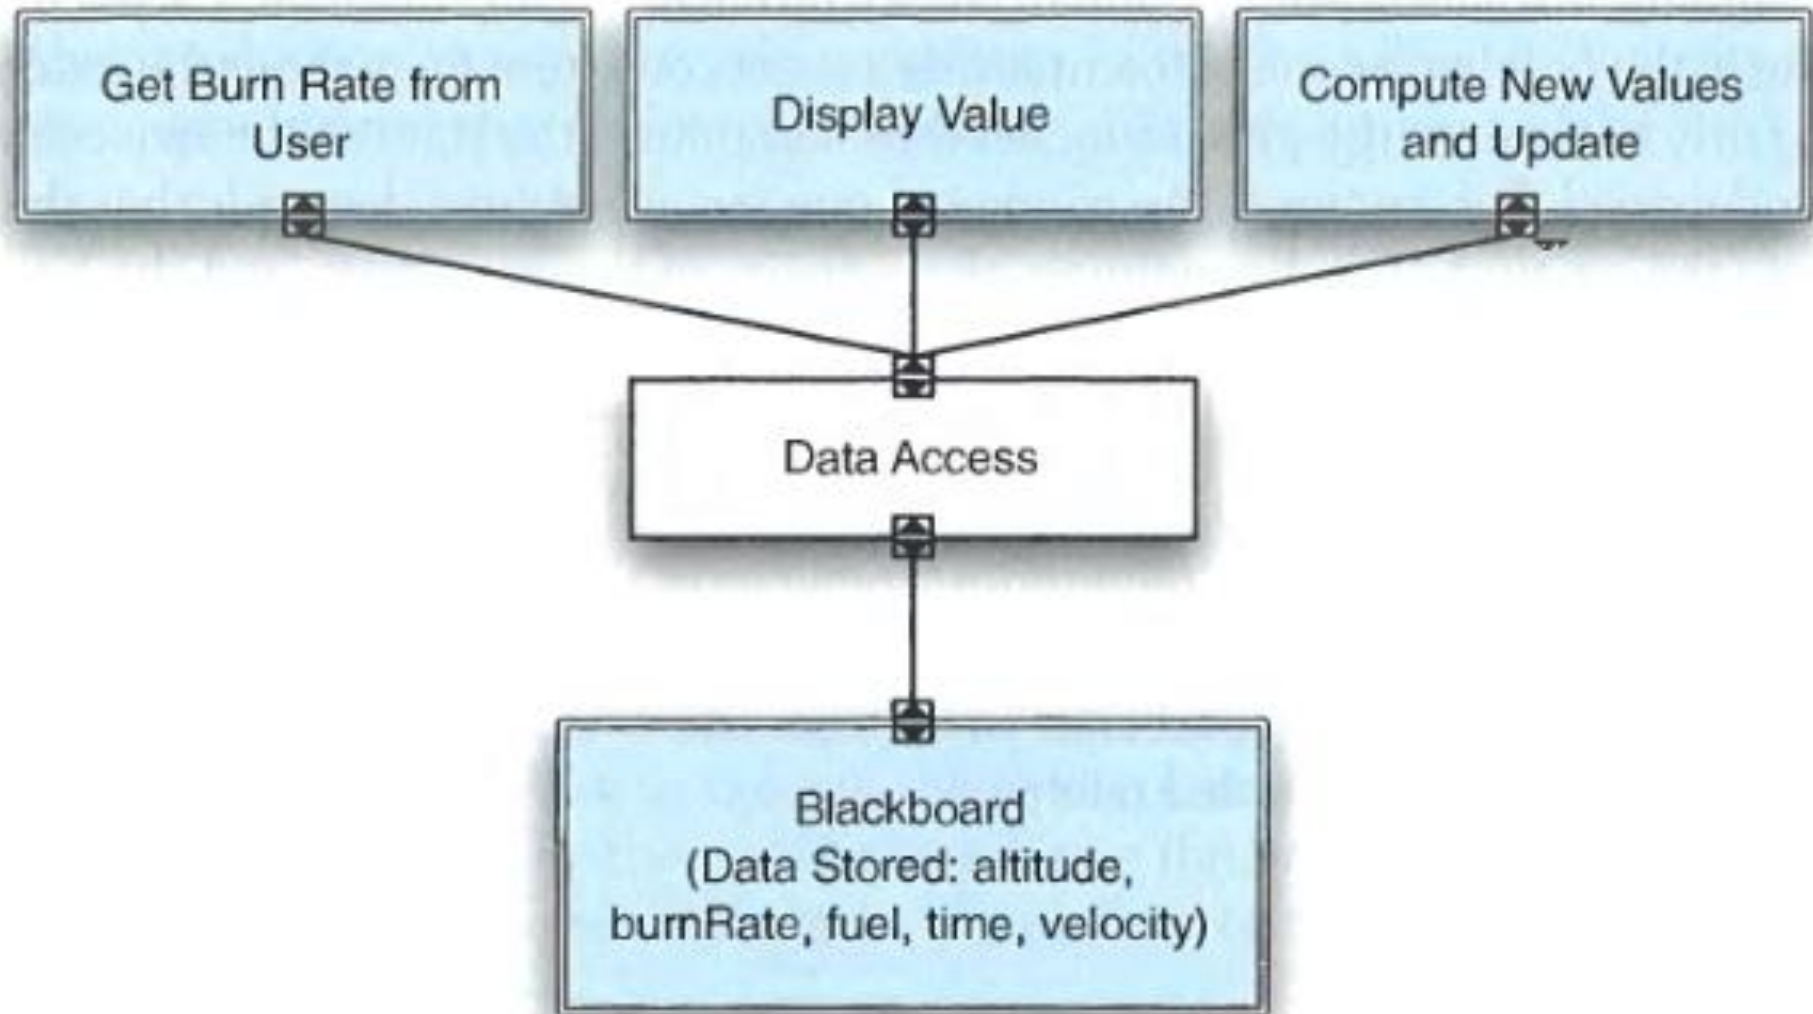 Get Burn Rate from
User
Display Value
Compute New Values
and Update
Data Access
Blackboard
(Data Stored: altitude,
burnRate, fuel, time, velocity)